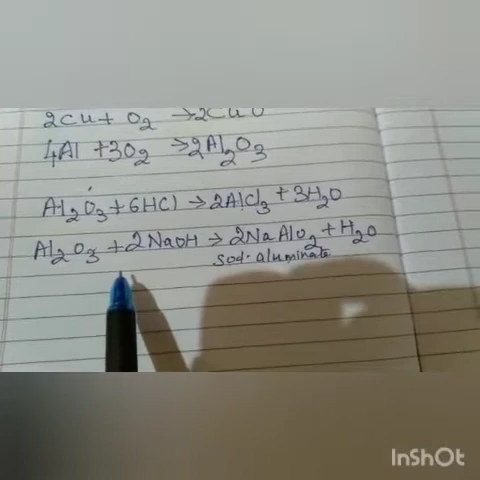 2Cu + O₂ → 2CuO
4Al + 3O₂ → 2Al₂O₃
Al₂O₃ + 6HCl → 2AlCl₃ + 3H₂O
Al₂O₃ + 2NaOH → 2NaAlO₂ + H₂O
sod. aluminate
InShOt